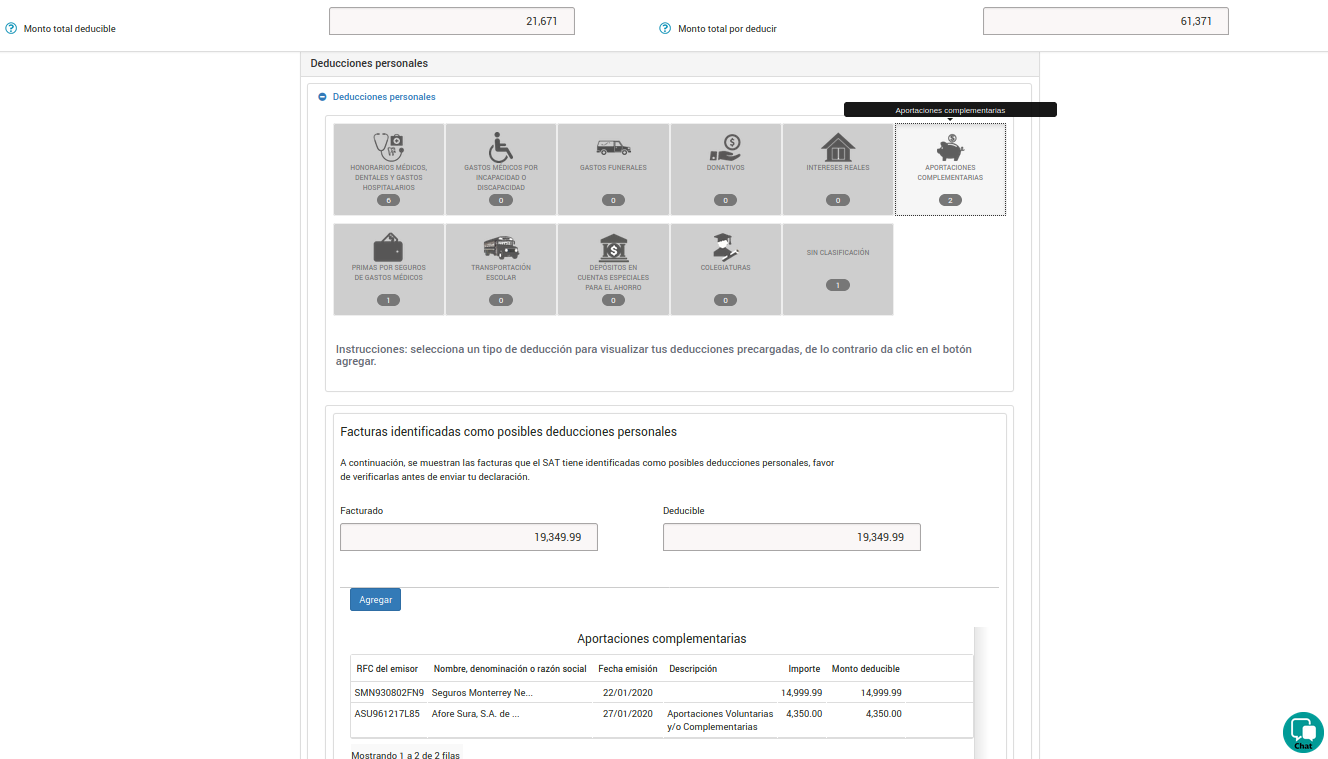 Monto total deducible
21,671
Monto total por deducir
61,371
Deducciones personales
Deducciones personales
Aportaciones complementarias
HONORARIOS MÉDICOS,
DENTALES Y GASTOS
HOSPITALARIOS
6
GASTOS MÉDICOS POR
INCAPACIDAD O
DISCAPACIDAD
0
GASTOS FUNERALES
0
DONATIVOS
0
INTERESES REALES
0
APORTACIONES
COMPLEMENTARIAS
2
PRIMAS POR SEGUROS
DE GASTOS MÉDICOS
1
TRANSPORTACIÓN
ESCOLAR
0
DEPÓSITOS EN
CUENTAS ESPECIALES
PARA EL AHORRO
0
COLEGIATURAS
0
SIN CLASIFICACIÓN
1
Instrucciones: selecciona un tipo de deducción para visualizar tus deducciones precargadas, de lo contrario da clic en el botón
agregar.
Facturas identificadas como posibles deducciones personales
A continuación, se muestran las facturas que el SAT tiene identificadas como posibles deducciones personales, favor
de verificarlas antes de enviar tu declaración.
Facturado
Deducible
19,349.99
19,349.99
Agregar
Aportaciones complementarias
RFC del emisor Nombre, denominación o razón social Fecha emisión Descripción Importe Monto deducible
SMN930802FN9 Seguros Monterrey Ne... 22/01/2020 14,999.99 14,999.99
ASU961217L85 Afore Sura, S.A. de ... 27/01/2020 Aportaciones Voluntarias 4,350.00 4,350.00
y/o Complementarias
Mostrando 1 a 2 de 2 filas
Chat